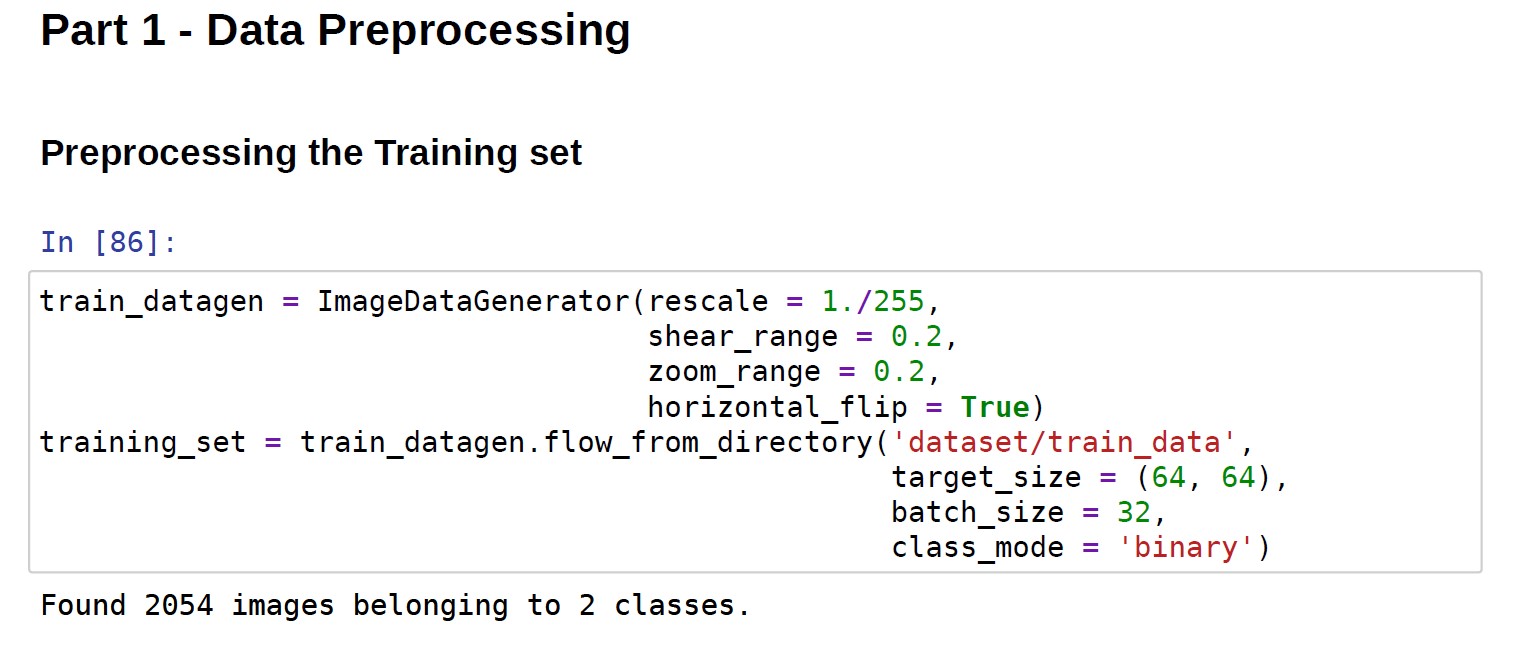 Part 1 - Data Preprocessing
Preprocessing the Training set
In [86]:
train_datagen = ImageDataGenerator(rescale = 1./255,
                                   shear_range = 0.2,
                                   zoom_range = 0.2,
                                   horizontal_flip = True)
training_set = train_datagen.flow_from_directory('dataset/train_data',
                                                 target_size = (64, 64),
                                                 batch_size = 32,
                                                 class_mode = 'binary')
Found 2054 images belonging to 2 classes.